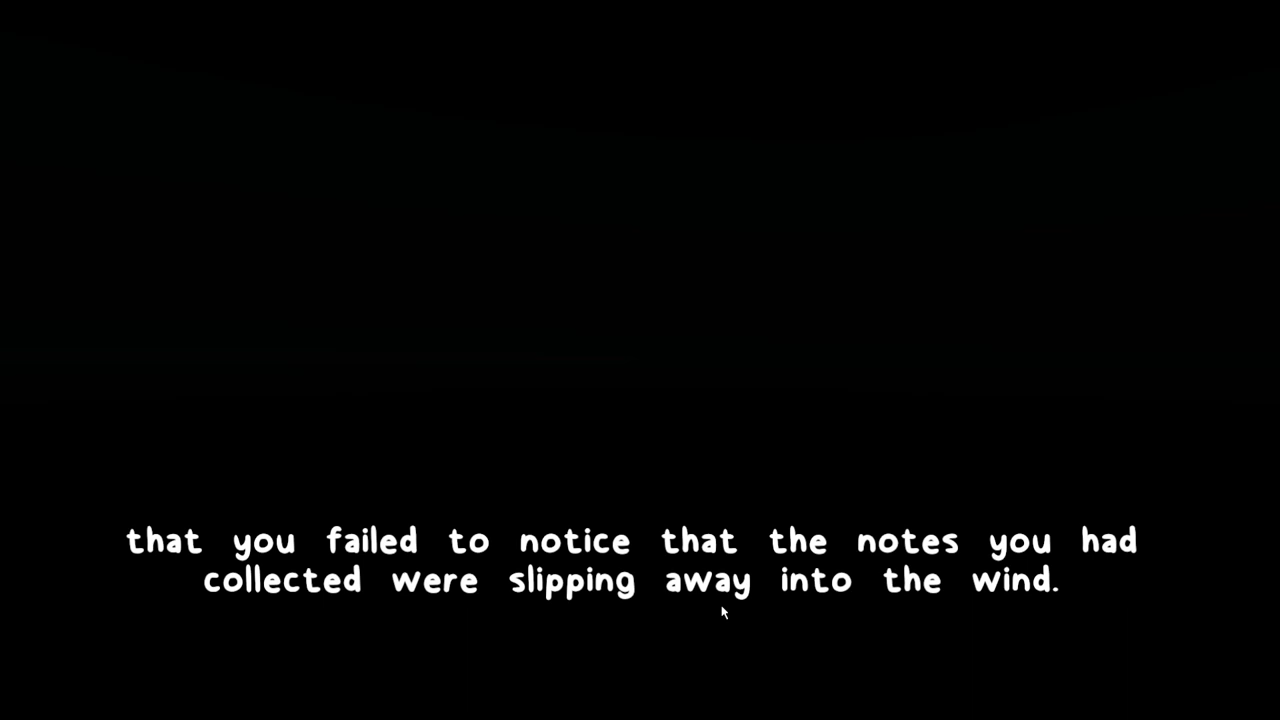 that you failed to notice that the notes you had
collected were slipping away into the wind.